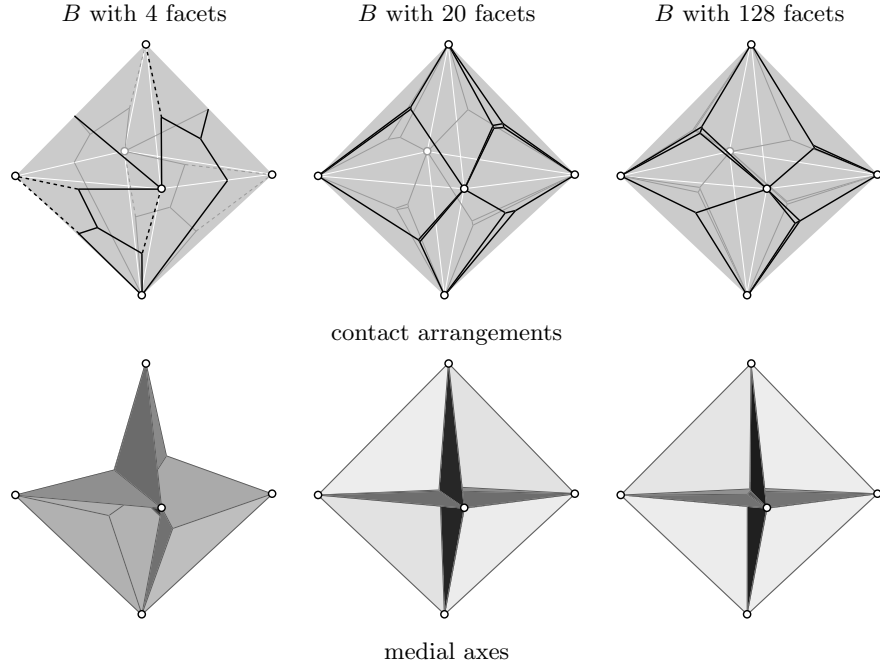 B with 4 facets
B with 20 facets
B with 128 facets
contact arrangements
medial axes